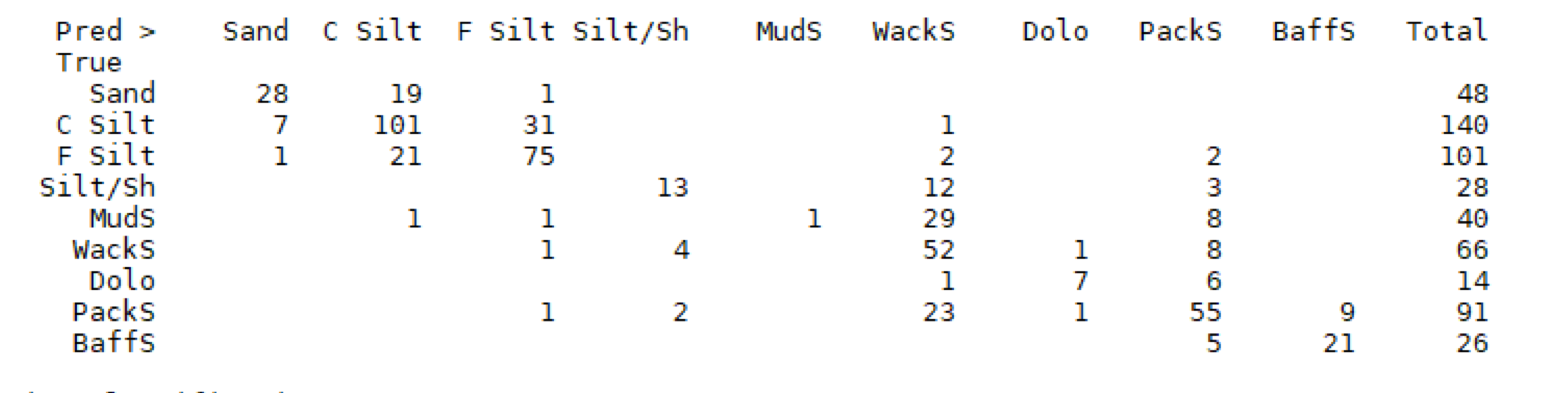 Pred > Sand C Silt F Silt Silt/Sh MudS WackS Dolo PackS BaffS Total
True
Sand 28 19 1 48
C Silt 7 101 31 1 140
F Silt 1 21 75 2 2 101
Silt/Sh 13 12 3 28
MudS 1 1 1 29 8 40
WackS 1 4 52 1 8 66
Dolo 1 7 6 14
PackS 1 2 23 1 55 9 91
BaffS 5 21 26